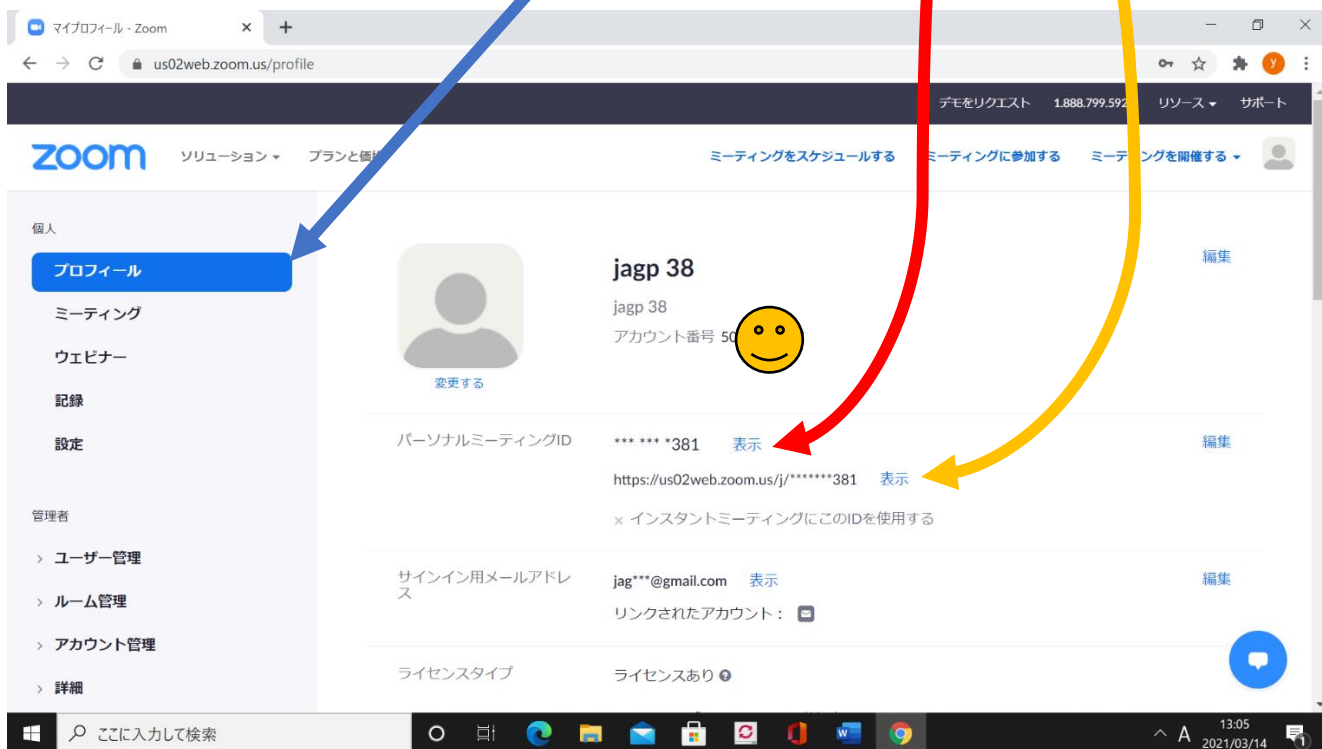 マイプロフィール - Zoom
us02web.zoom.us/profile
y
デモをリクエスト 1.888.799.592 リソース サポート
zoom ソリューション プランと価 ミーティングをスケジュールする ミーティングに参加する ミーティングを開催する
個人
プロフィール
ミーティング
ウェビナー
記録
設定
管理者
ユーザー管理
ルーム管理
アカウント管理
詳細
変更する
jagp 38 編集
jagp 38
アカウント番号 50
パーソナルミーティングID *** *** *381 表示 編集
https://us02web.zoom.us/j/*******381 表示
× インスタントミーティングにこのIDを使用する
サインイン用メールアドレス jag***@gmail.com 表示 編集
リンクされたアカウント：
ライセンスタイプ ライセンスあり
ここに入力して検索
A 13:05
2021/03/14
1